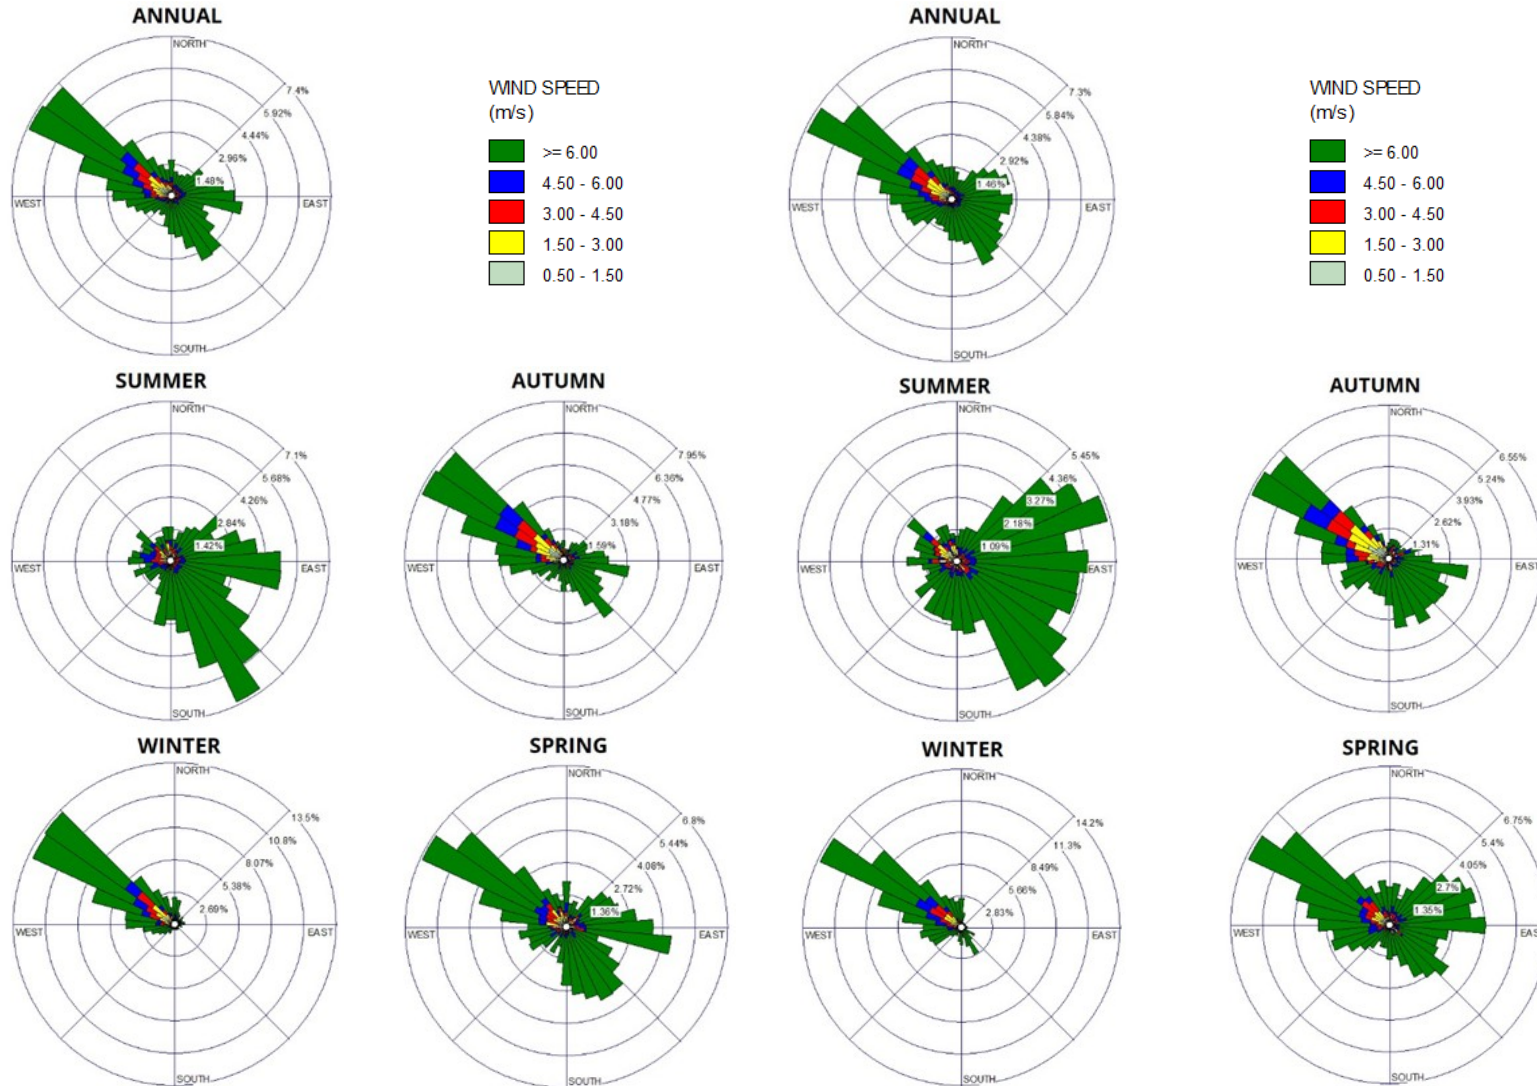 ANNUAL
NORTH
7.4%
5.92%
4.44%
2.96%
1.48%
WEST
EAST
SOUTH
WIND SPEED
(m/s)
>= 6.00
4.50 - 6.00
3.00 - 4.50
1.50 - 3.00
0.50 - 1.50
ANNUAL
NORTH
7.3%
5.84%
4.38%
2.92%
1.46%
WEST
EAST
SOUTH
WIND SPEED
(m/s)
>= 6.00
4.50 - 6.00
3.00 - 4.50
1.50 - 3.00
0.50 - 1.50
SUMMER
NORTH
7.1%
5.68%
4.26%
2.84%
1.42%
WEST
EAST
SOUTH
AUTUMN
NORTH
7.95%
6.36%
4.77%
3.18%
1.59%
WEST
EAST
SOUTH
SUMMER
NORTH
5.45%
4.36%
3.27%
2.18%
1.09%
WEST
EAST
SOUTH
AUTUMN
NORTH
6.55%
5.24%
3.93%
2.62%
1.31%
WEST
EAST
SOUTH
WINTER
NORTH
13.5%
10.8%
8.07%
5.38%
2.69%
WEST
EAST
SOUTH
SPRING
NORTH
6.8%
5.44%
4.08%
2.72%
1.36%
WEST
EAST
SOUTH
WINTER
NORTH
14.2%
11.3%
8.49%
5.66%
2.83%
WEST
EAST
SOUTH
SPRING
NORTH
6.75%
5.4%
4.05%
2.7%
1.35%
WEST
EAST
SOUTH